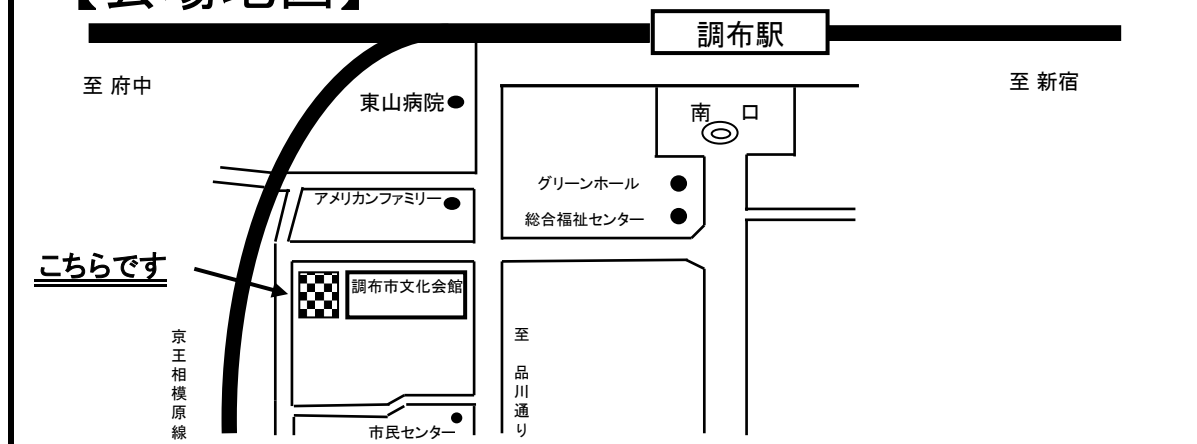 【会場地図】
調布駅
至 府中
至 新宿
東山病院
南 口
グリーンホール
アメリカンファミリー
総合福祉センター
こちらです
調布市文化会館
京王相模原線
至 品川通り
市民センター